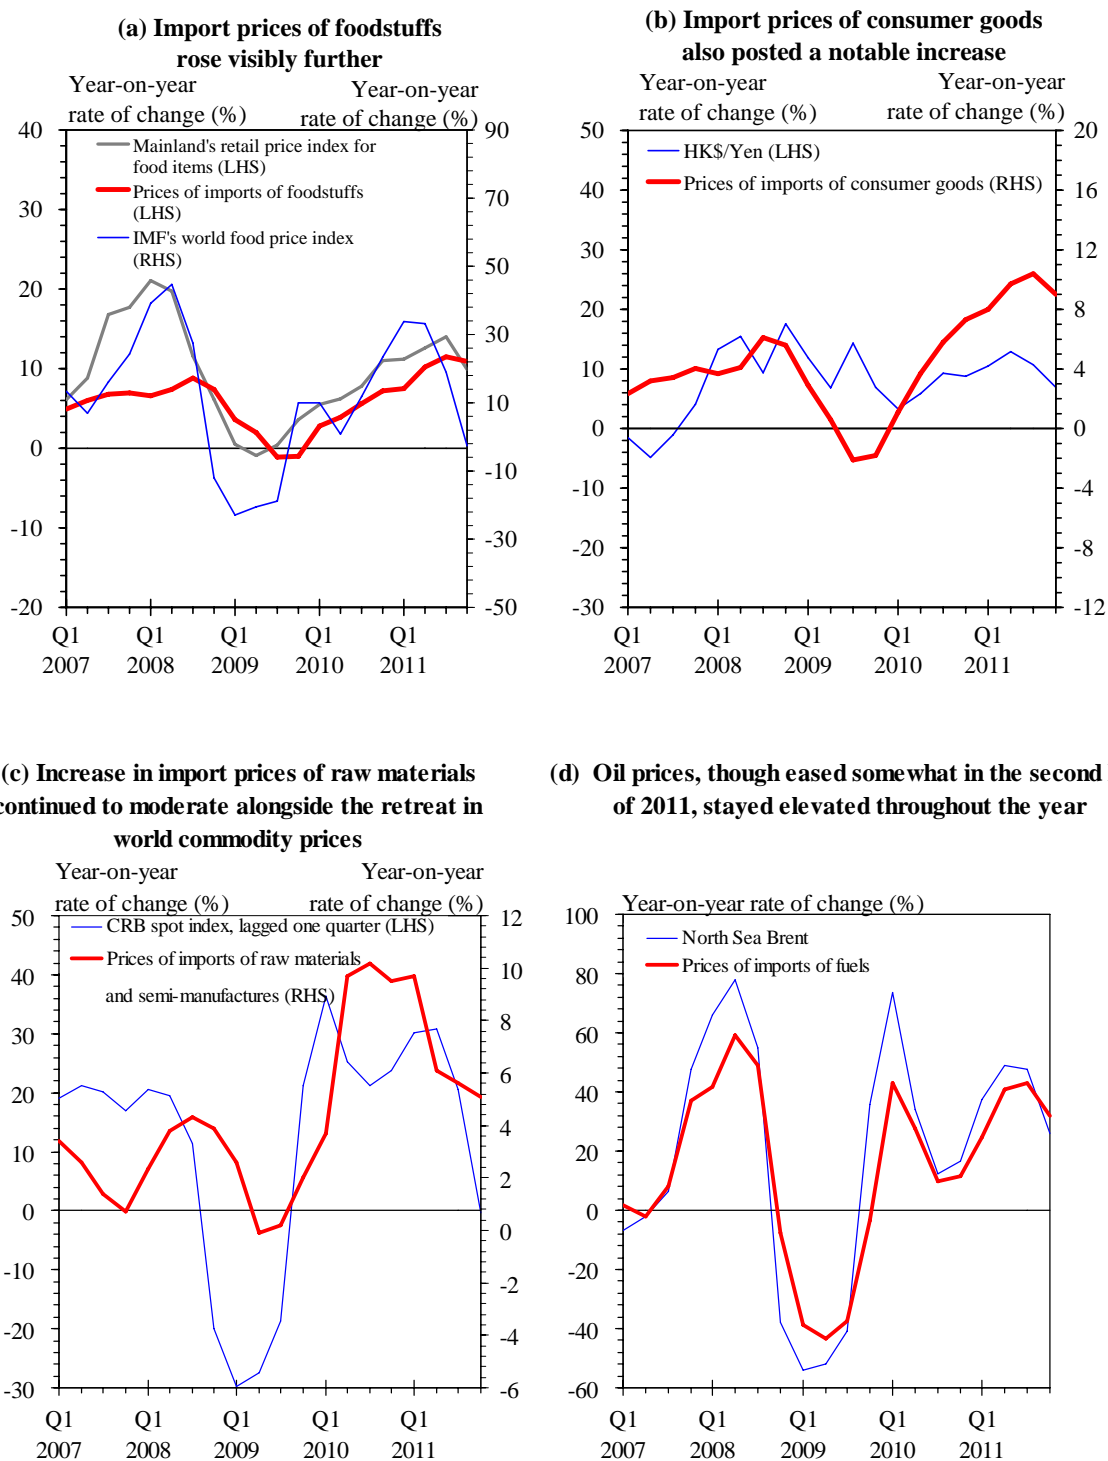 (a) Import prices of foodstuffs
rose visibly further
Year-on-year
rate of change (%)
Year-on-year
rate of change (%)
Mainland's retail price index for
food items (LHS)
Prices of imports of foodstuffs
(LHS)
IMF's world food price index
(RHS)
40
30
20
10
0
-10
-20
90
70
50
30
10
-10
-30
-50
Q1
2007
Q1
2008
Q1
2009
Q1
2010
Q1
2011
(b) Import prices of consumer goods
also posted a notable increase
Year-on-year
rate of change (%)
Year-on-year
rate of change (%)
HK$/Yen (LHS)
Prices of imports of consumer goods (RHS)
50
40
30
20
10
0
-10
-20
-30
20
16
12
8
4
0
-4
-8
-12
Q1
2007
Q1
2008
Q1
2009
Q1
2010
Q1
2011
(c) Increase in import prices of raw materials
continued to moderate alongside the retreat in
world commodity prices
Year-on-year
rate of change (%)
Year-on-year
rate of change (%)
CRB spot index, lagged one quarter (LHS)
Prices of imports of raw materials
and semi-manufactures (RHS)
50
40
30
20
10
0
-10
-20
-30
12
10
8
6
4
2
0
-2
-4
-6
Q1
2007
Q1
2008
Q1
2009
Q1
2010
Q1
2011
(d) Oil prices, though eased somewhat in the second
of 2011, stayed elevated throughout the year
Year-on-year rate of change (%)
North Sea Brent
Prices of imports of fuels
100
80
60
40
20
0
-20
-40
-60
Q1
2007
Q1
2008
Q1
2009
Q1
2010
Q1
2011